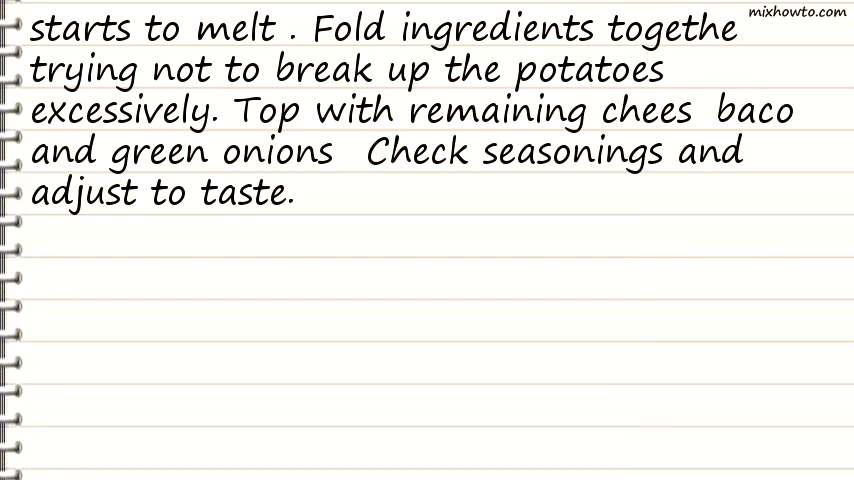 mixhowto.com
starts to melt . Fold ingredients togethe
trying not to break up the potatoes
excessively. Top with remaining chees  baco
and green onions   Check seasonings and
adjust to taste.